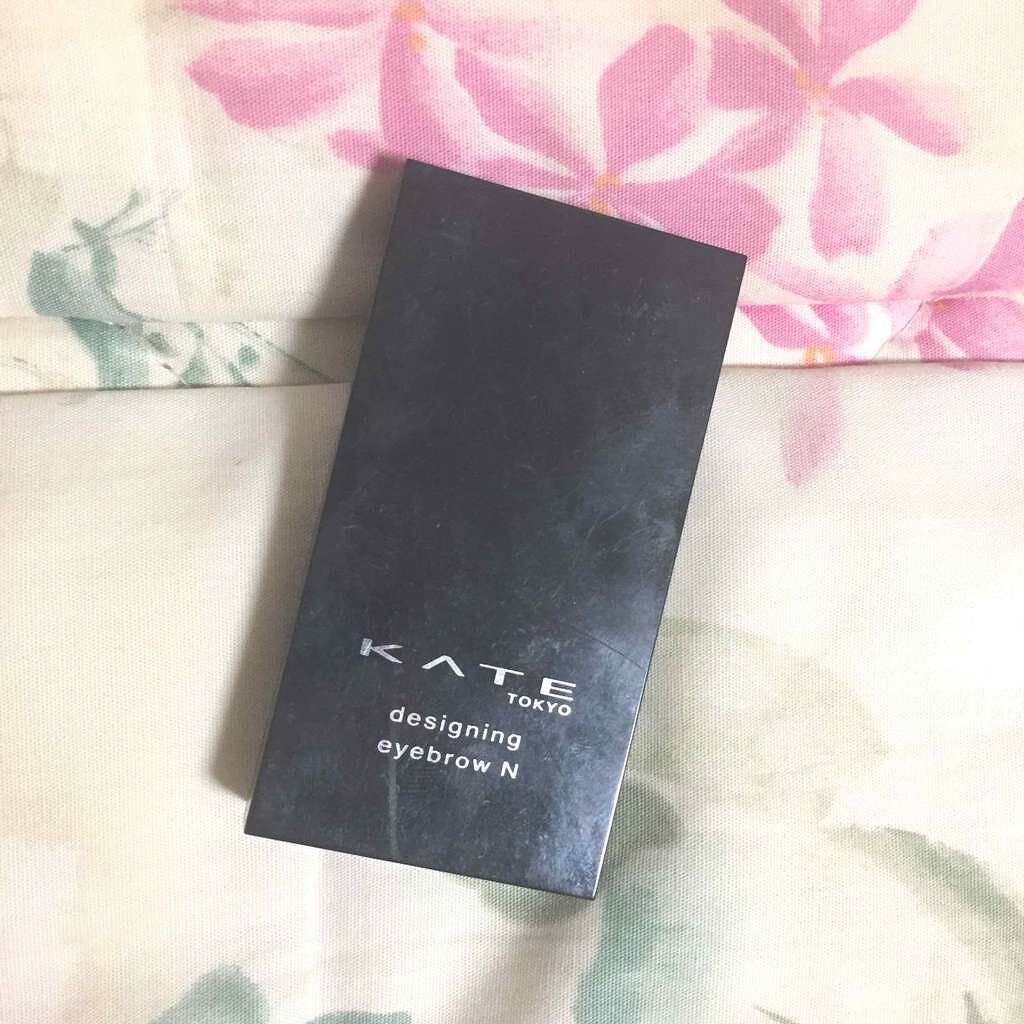 KATE
TOKYO
designing
eyebrow N